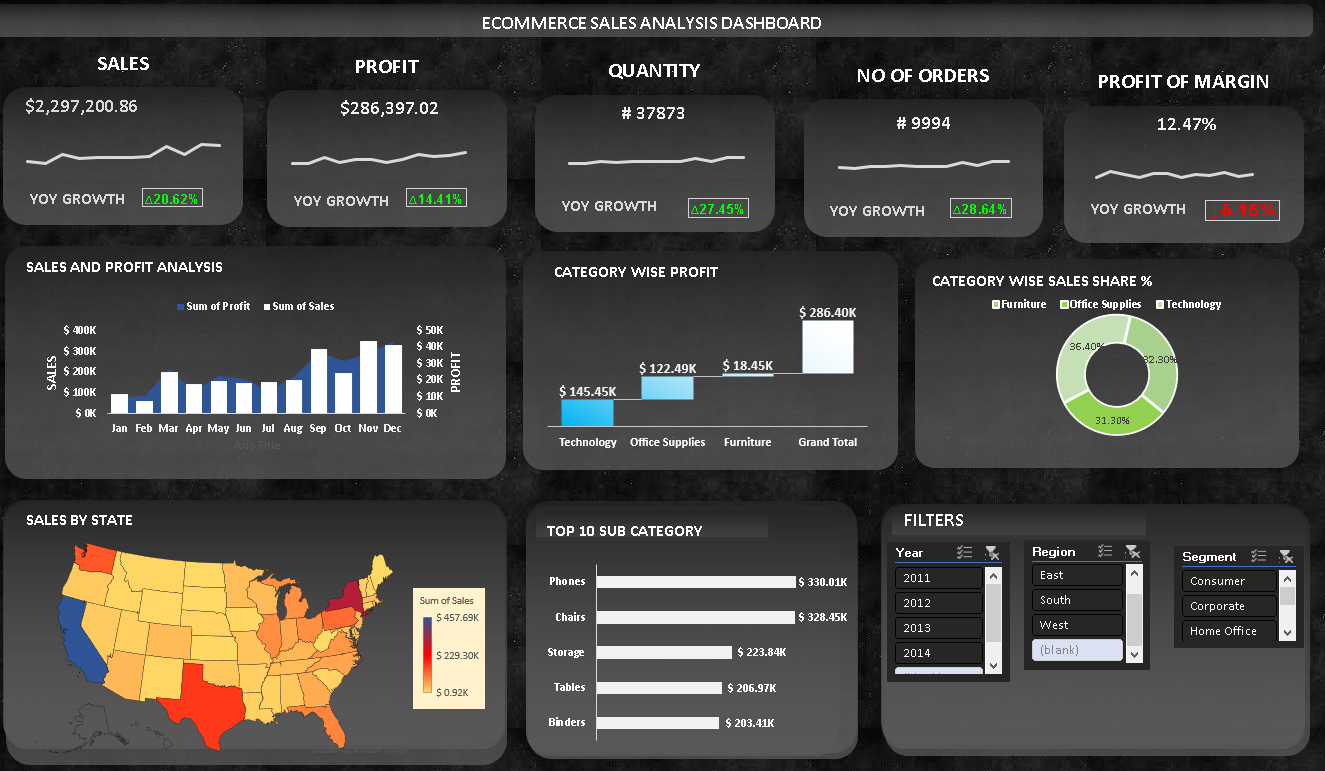 ECOMMERCE SALES ANALYSIS DASHBOARD
SALES
$2,297,200.86
YOY GROWTH
△20.62%
PROFIT
$286,397.02
YOY GROWTH
△14.41%
QUANTITY
# 37873
YOY GROWTH
△27.45%
NO OF ORDERS
# 9994
YOY GROWTH
△28.64%
PROFIT OF MARGIN
12.47%
YOY GROWTH
SALES AND PROFIT ANALYSIS
Sum of Profit
Sum of Sales
SALES
$ 400K
$ 300K
$ 200K
$ 100K
$ 0K
$ 50K
$ 40K
$ 30K
$ 20K
$ 10K
$ 0K
PROFIT
Jan Feb Mar Apr May Jun Jul Aug Sep Oct Nov Dec
Axis Title
CATEGORY WISE PROFIT
$ 145.45K
$ 122.49K
$ 18.45K
$ 286.40K
Technology Office Supplies Furniture Grand Total
CATEGORY WISE SALES SHARE %
Furniture Office Supplies Technology
36.40%
32.30%
31.30%
SALES BY STATE
Sum of Sales
$ 457.69K
$ 229.30K
$ 0.92K
TOP 10 SUB CATEGORY
Phones $ 330.01K
Chairs $ 328.45K
Storage $ 223.84K
Tables $ 206.97K
Binders $ 203.41K
FILTERS
Year
2011
2012
2013
2014
Region
East
South
West
(blank)
Segment
Consumer
Corporate
Home Office